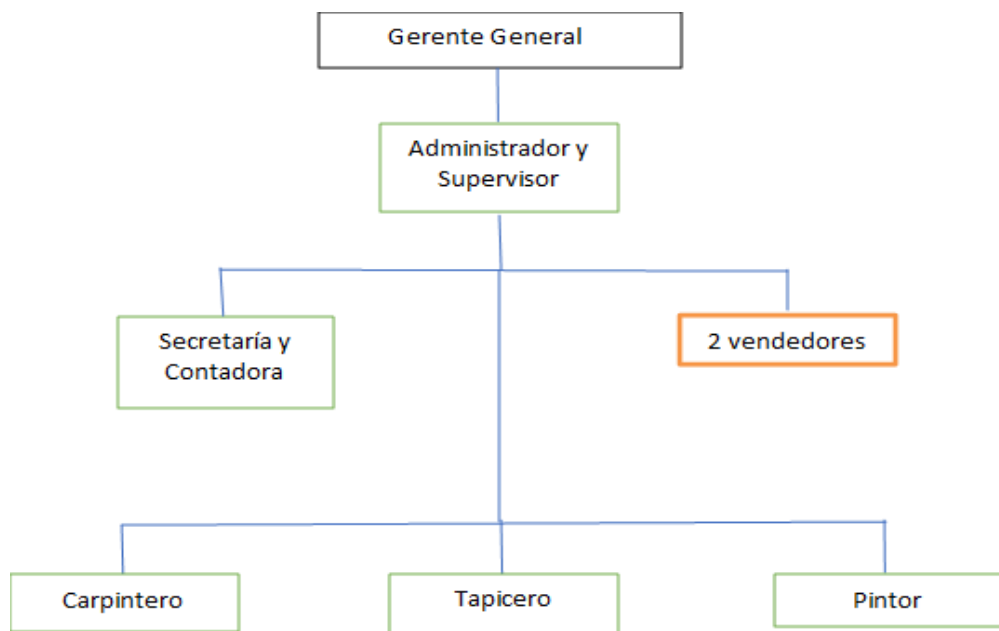 Gerente General
Administrador y
Supervisor
Secretaría y
Contadora
2 vendedores
Carpintero
Tapicero
Pintor